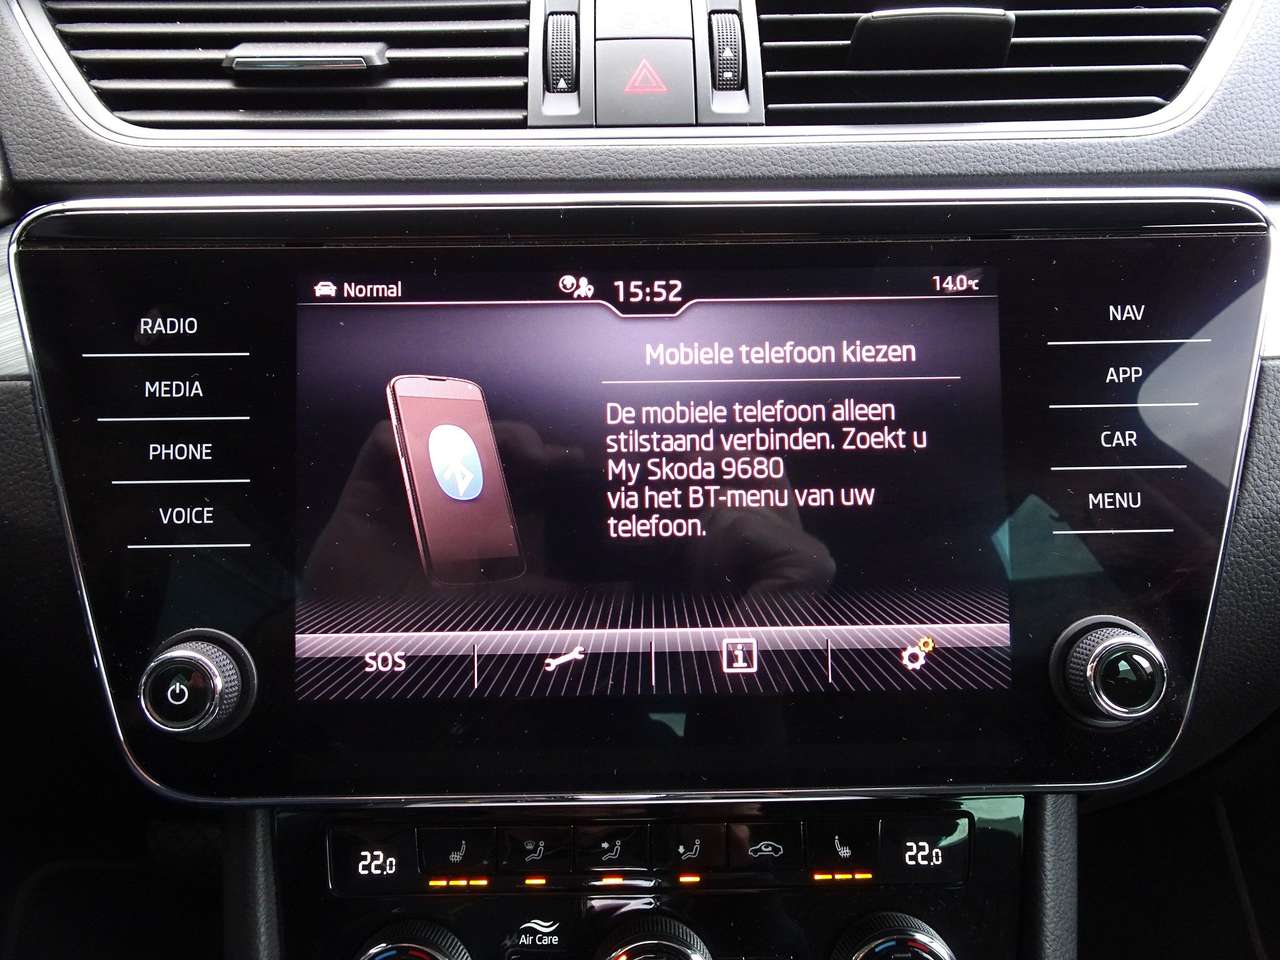 Normal
15:52
14.0°C
RADIO
MEDIA
PHONE
VOICE
Mobiele telefoon kiezen
De mobiele telefoon alleen
stilstaand verbinden. Zoekt u
My Skoda 9680
via het BT-menu van uw
telefoon.
NAV
APP
CAR
MENU
SOS
22.0
22.0
Air Care